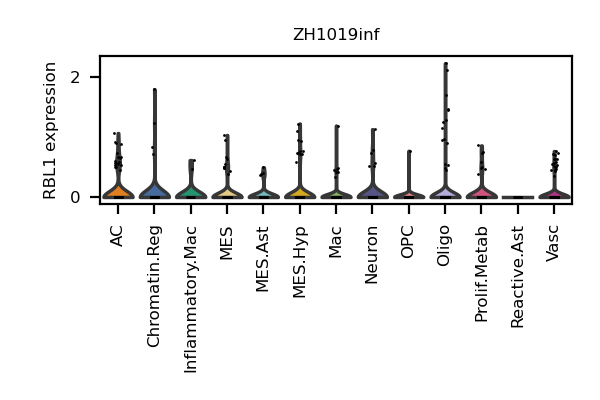 ZH1019inf
RBL1 expression
2
0
AC
Chromatin.Reg
Inflammatory.Mac
MES
MES.Ast
MES.Hyp
Mac
Neuron
OPC
Oligo
Prolif.Metab
Reactive.Ast
Vasc